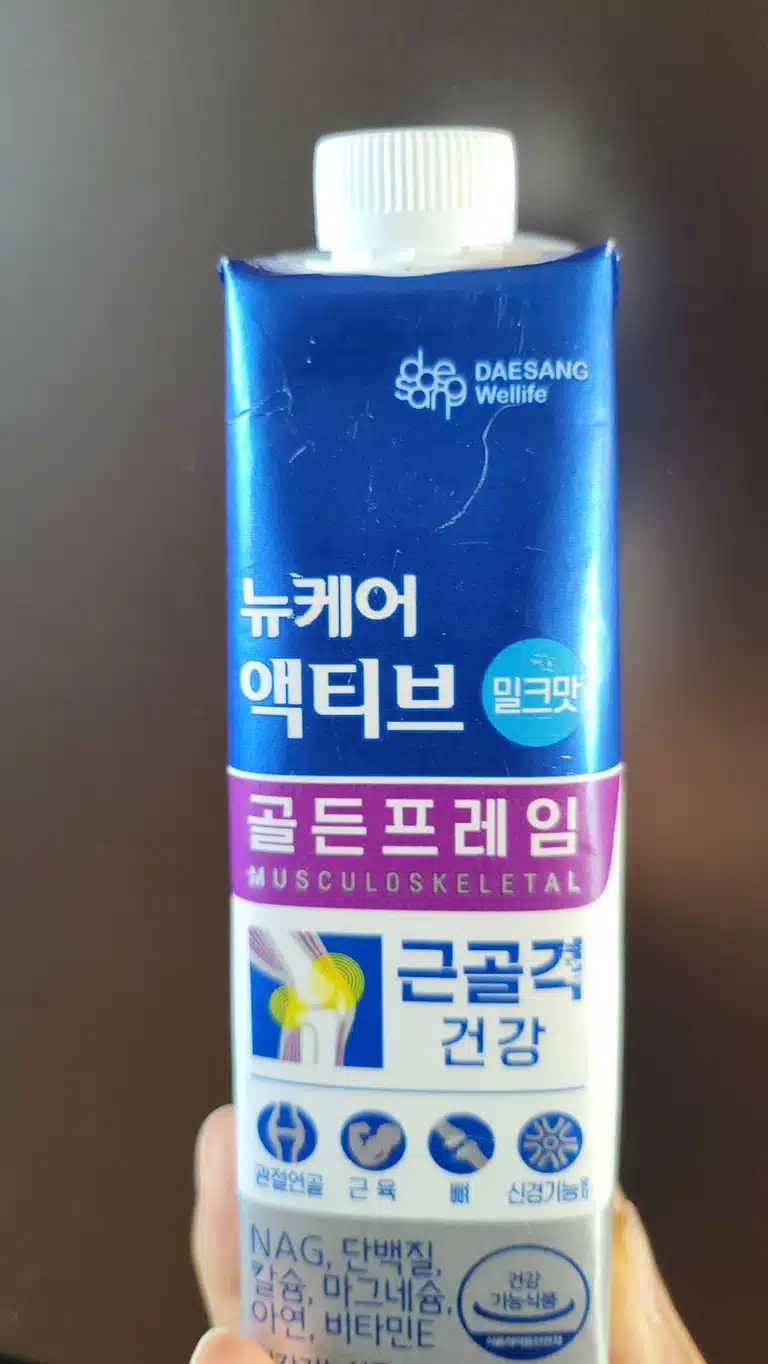 DAESANG
Wellife
뉴케어
액티브
밀크맛
골든프레임
MUSCULOSKELETAL
근골격
건강
관절연골 근육 뼈 신경기능
NAG, 단백질,
칼슘, 마그네슘,
아연, 비타민E
건강
기능식품